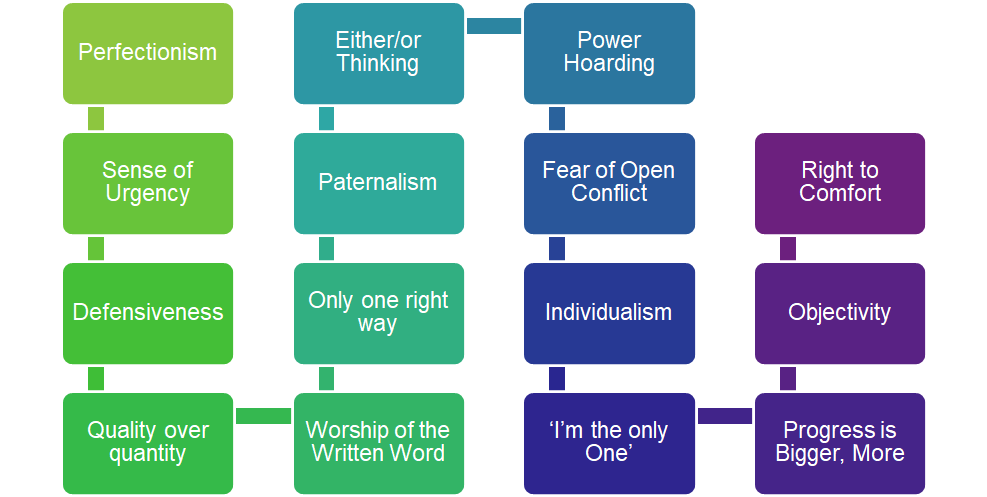 Perfectionism
Sense of
Urgency
Defensiveness
Quality over
quantity
Worship of the
Written Word
Only one right
way
Paternalism
Either/or
Thinking
Power
Hoarding
Fear of Open
Conflict
Individualism
‘I’m the only
One’
Progress is
Bigger, More
Objectivity
Right to
Comfort